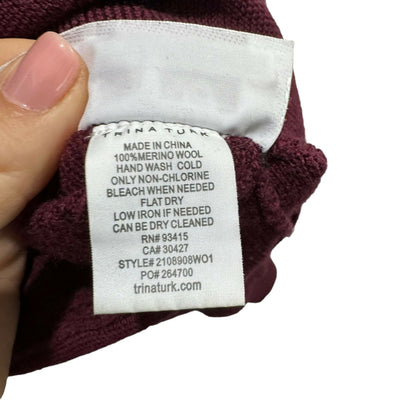 TRINA TURK
MADE IN CHINA
100%MERINO WOOL
HAND WASH COLD
ONLY NON-CHLORINE
BLEACH WHEN NEEDED
FLAT DRY
LOW IRON IF NEEDED
CAN BE DRY CLEANED
RN# 93415
CA# 30427
STYLE# 2108908WO1
PO# 264700
trinaturk.com